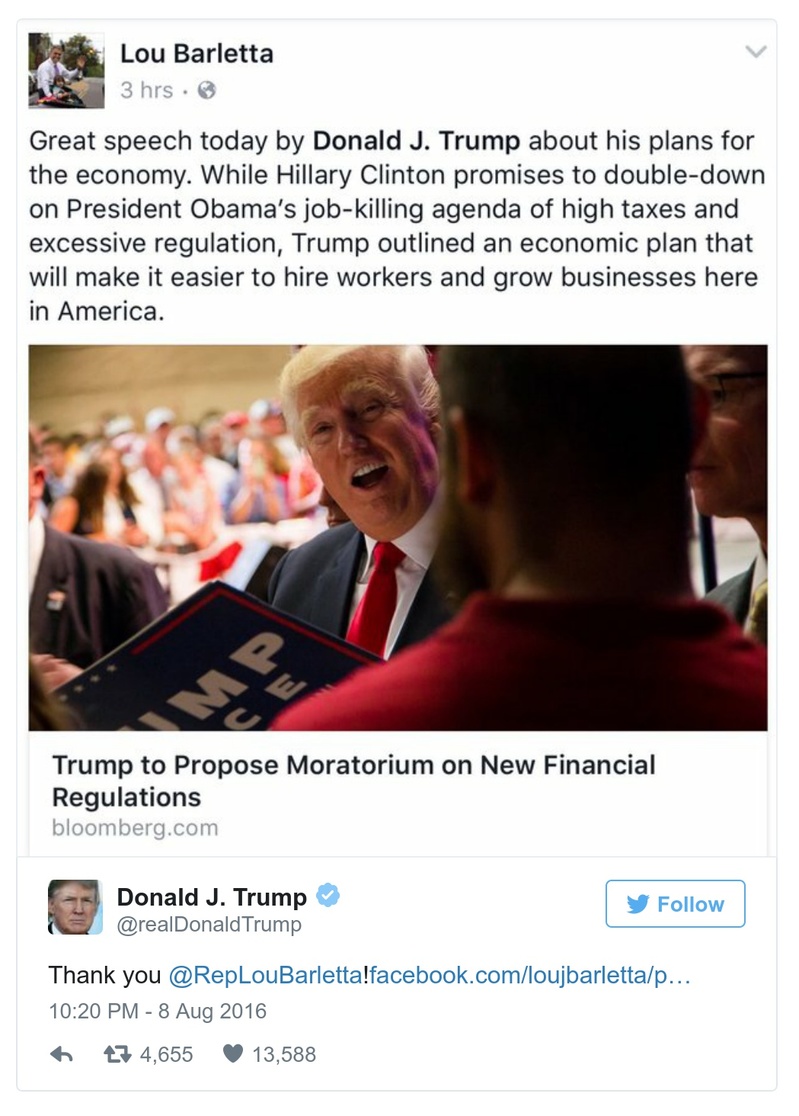 Lou Barletta
3 hrs ·
Great speech today by Donald J. Trump about his plans for
the economy. While Hillary Clinton promises to double-down
on President Obama's job-killing agenda of high taxes and
excessive regulation, Trump outlined an economic plan that
will make it easier to hire workers and grow businesses here
in America.
UMP
CE
Trump to Propose Moratorium on New Financial
Regulations
bloomberg.com
Donald J. Trump
@realDonaldTrump
Follow
Thank you @RepLouBarletta!facebook.com/loujbarletta/p…
10:20 PM - 8 Aug 2016
4,655 13,588